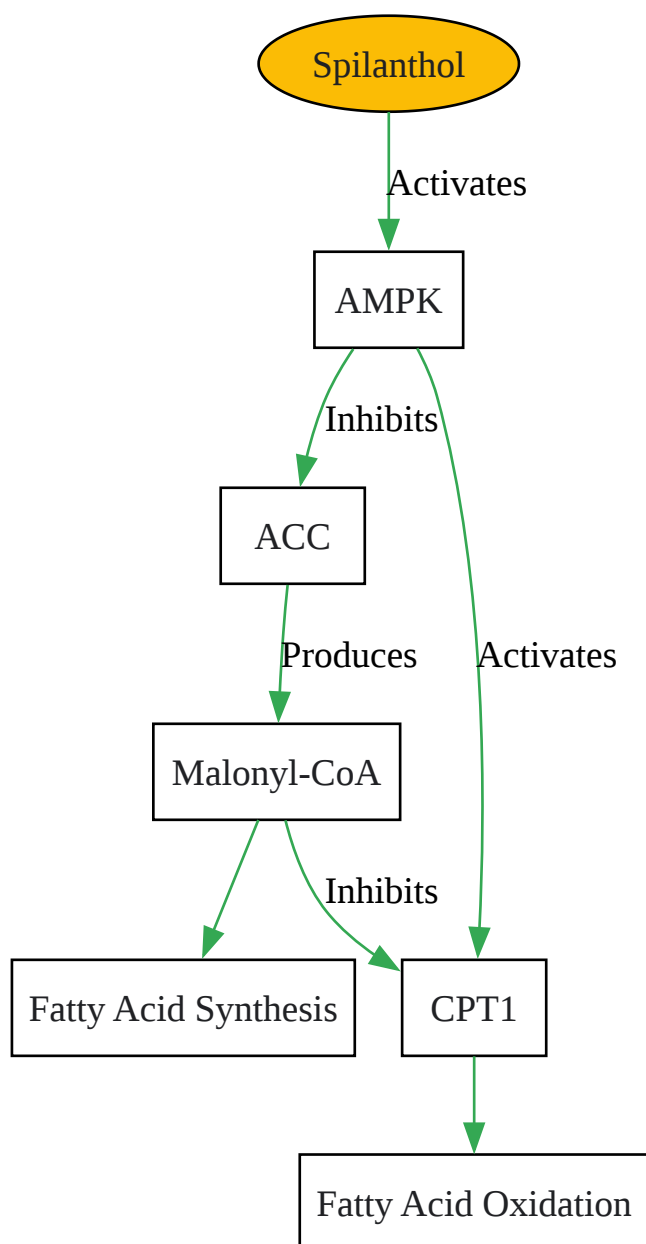 Spilanthol
Activates
AMPK
Inhibits
ACC
Produces
Activates
Malonyl-CoA
Inhibits
Fatty Acid Synthesis
CPT1
Fatty Acid Oxidation